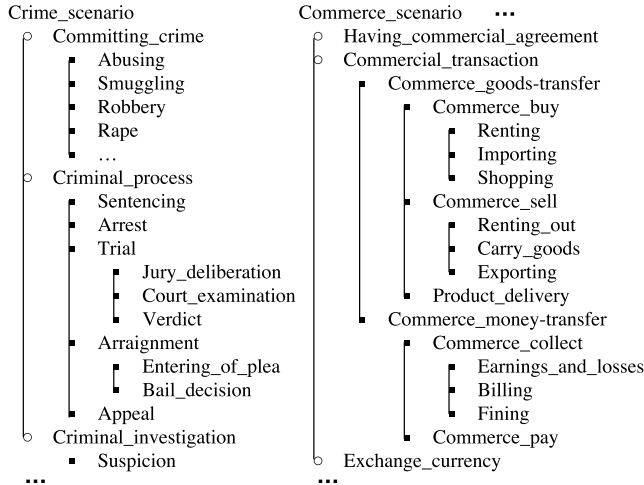 Crime_scenario
Committing_crime
Abusing
Smuggling
Robbery
Rape
...
Criminal_process
Sentencing
Arrest
Trial
Jury_deliberation
Court_examination
Verdict
Arraignment
Entering_of_plea
Bail_decision
Appeal
Criminal_investigation
Suspicion
...
Commerce_scenario ...
Having_commercial_agreement
Commercial_transaction
Commerce_goods-transfer
Commerce_buy
Renting
Importing
Shopping
Commerce_sell
Renting_out
Carry_goods
Exporting
Product_delivery
Commerce_money-transfer
Commerce_collect
Earnings_and_losses
Billing
Fining
Commerce_pay
Exchange_currency
...